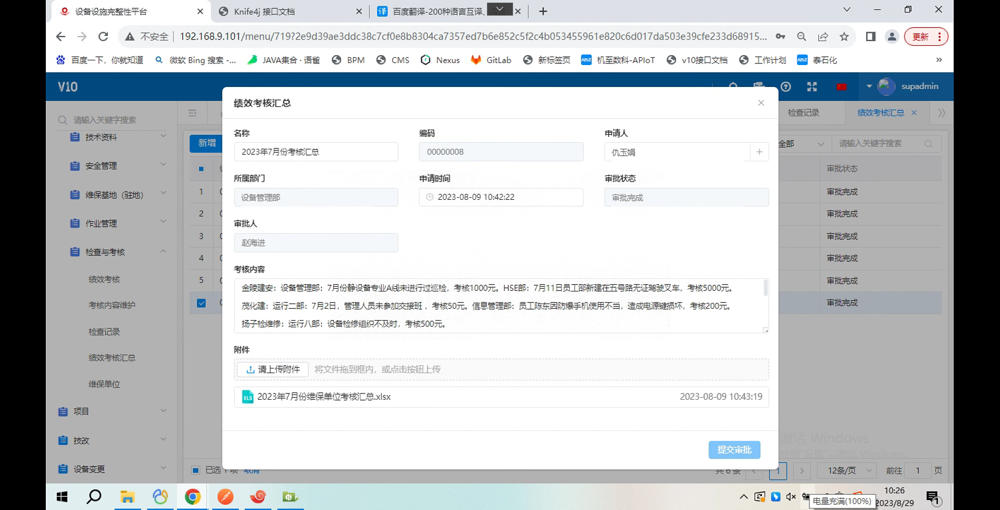 设备设施完整性平台
Knife4j 接口文档
百度翻译-200种语言互译、
不安全
192.168.9.101/menu/719?2e9d39ae3ddc38c7cf0e8b8304ca7357ed7b6e852c5f2c4b053455961e820c6d017da503e39cfe233d68915...
更新
百度一下，你就知道
微软 Bing 搜索 -...
JAVA集合 · 语雀
BPM
CMS
Nexus
GitLab
新标签页
机至数科-APIoT
v10接口文档
工作计划
泰石化
V10
supadmin
请输入关键字搜索
技术资料
安全管理
维保基地（驻地）
作业管理
检查与考核
绩效考核
考核内容维护
检查记录
绩效考核汇总
维保单位
项目
技改
设备变更
新增
1
2
3
4
5
检查记录
绩效考核汇总
全部
请输入关键字搜索
审批状态
审批完成
审批完成
审批完成
审批完成
审批完成
审批完成
绩效考核汇总
名称
编码
申请人
2023年7月份考核汇总
00000008
仇玉娟
所属部门
申请时间
审批状态
设备管理部
2023-08-09 10:42:22
审批完成
审批人
赵海进
考核内容
金陵建安：设备管理部：7月份静设备专业A线未进行过巡检，考核1000元。HSE部：7月11日员工邵新建在五号路无证驾驶叉车，考核5000元。
茂化建：运行二部：7月2日，管理人员未参加交接班 ，考核50元。信息管理部：员工陈东因防爆手机使用不当，造成电源键损坏，考核200元。
扬子检维修：运行八部：设备检修组织不及时，考核500元。
附件
请上传附件
将文件拖到框内，或点击按钮上传
XLS
2023年7月份维保单位考核汇总.xlsx
2023-08-09 10:43:19
提交审批
激活 Windows
转到"设置"以激活 Windows。
已选 1 项 取消
共 6 条
1
12条/页
前往
1
页
10:26
2023/8/29
电量充满(100%)
1